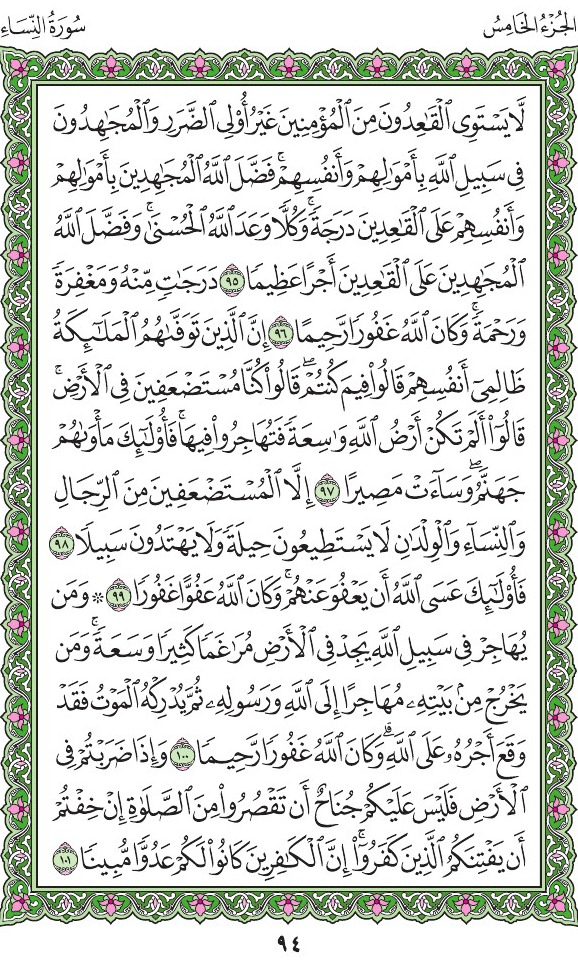 الجُزْءُ الخَامِسُ
سُورَةُ النِّسَاءِ
لَّا يَسْتَوِى ٱلْقَٰعِدُونَ مِنَ ٱلْمُؤْمِنِينَ غَيْرُ أُو۟لِى ٱلضَّرَرِ وَٱلْمُجَٰهِدُونَ
فِى سَبِيلِ ٱللَّهِ بِأَمْوَٰلِهِمْ وَأَنفُسِهِمْ ۚ فَضَّلَ ٱللَّهُ ٱلْمُجَٰهِدِينَ بِأَمْوَٰلِهِمْ
وَأَنفُسِهِمْ عَلَى ٱلْقَٰعِدِينَ دَرَجَةً ۚ وَكُلًّا وَعَدَ ٱللَّهُ ٱلْحُسْنَىٰ ۚ وَفَضَّلَ ٱللَّهُ
ٱلْمُجَٰهِدِينَ عَلَى ٱلْقَٰعِدِينَ أَجْرًا عَظِيمًا ٩٥ دَرَجَٰتٍ مِّنْهُ وَمَغْفِرَةً
وَرَحْمَةً ۚ وَكَانَ ٱللَّهُ غَفُورًا رَّحِيمًا ٩٦ إِنَّ ٱلَّذِينَ تَوَفَّىٰهُمُ ٱلْمَلَٰٓئِكَةُ
ظَالِمِىٓ أَنفُسِهِمْ قَالُوا۟ فِيمَ كُنتُمْ ۖ قَالُوا۟ كُنَّا مُسْتَضْعَفِينَ فِى ٱلْأَرْضِ ۚ
قَالُوٓا۟ أَلَمْ تَكُنْ أَرْضُ ٱللَّهِ وَٰسِعَةً فَتُهَاجِرُوا۟ فِيهَا ۚ فَأُو۟لَٰٓئِكَ مَأْوَىٰهُمْ
جَهَنَّمُ ۖ وَسَآءَتْ مَصِيرًا ٩٧ إِلَّا ٱلْمُسْتَضْعَفِينَ مِنَ ٱلرِّجَالِ
وَٱلنِّسَآءِ وَٱلْوِلْدَٰنِ لَا يَسْتَطِيعُونَ حِيلَةً وَلَا يَهْتَدُونَ سَبِيلًا ٩٨
فَأُو۟لَٰٓئِكَ عَسَى ٱللَّهُ أَن يَعْفُوَ عَنْهُمْ ۚ وَكَانَ ٱللَّهُ عَفُوًّا غَفُورًا ٩٩ ۞ وَمَن
يُهَاجِرْ فِى سَبِيلِ ٱللَّهِ يَجِدْ فِى ٱلْأَرْضِ مُرَٰغَمًا كَثِيرًا وَسَعَةً ۚ وَمَن
يَخْرُجْ مِنۢ بَيْتِهِۦ مُهَاجِرًا إِلَى ٱللَّهِ وَرَسُولِهِۦ ثُمَّ يُدْرِكْهُ ٱلْمَوْتُ فَقَدْ
وَقَعَ أَجْرُهُۥ عَلَى ٱللَّهِ ۗ وَكَانَ ٱللَّهُ غَفُورًا رَّحِيمًا ١٠٠ وَإِذَا ضَرَبْتُمْ فِى
ٱلْأَرْضِ فَلَيْسَ عَلَيْكُمْ جُنَاحٌ أَن تَقْصُرُوا۟ مِنَ ٱلصَّلَوٰةِ إِنْ خِفْتُمْ
أَن يَفْتِنَكُمُ ٱلَّذِينَ كَفَرُوٓا۟ ۚ إِنَّ ٱلْكَٰفِرِينَ كَانُوا۟ لَكُمْ عَدُوًّا مُّبِينًا ١٠١
٩٤